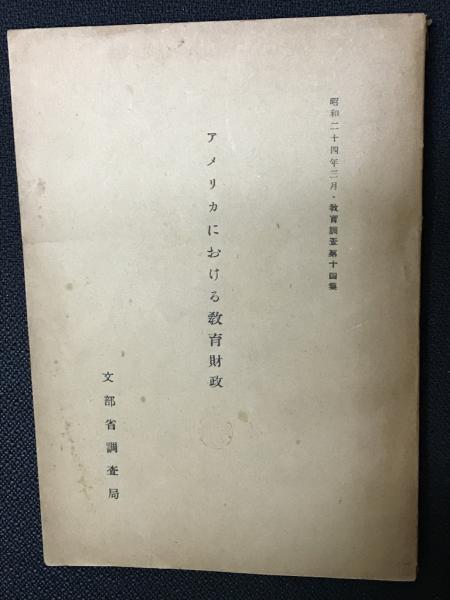 昭和二十四年三月・教育調査第十四集
アメリカにおける教育財政
文部省調査局